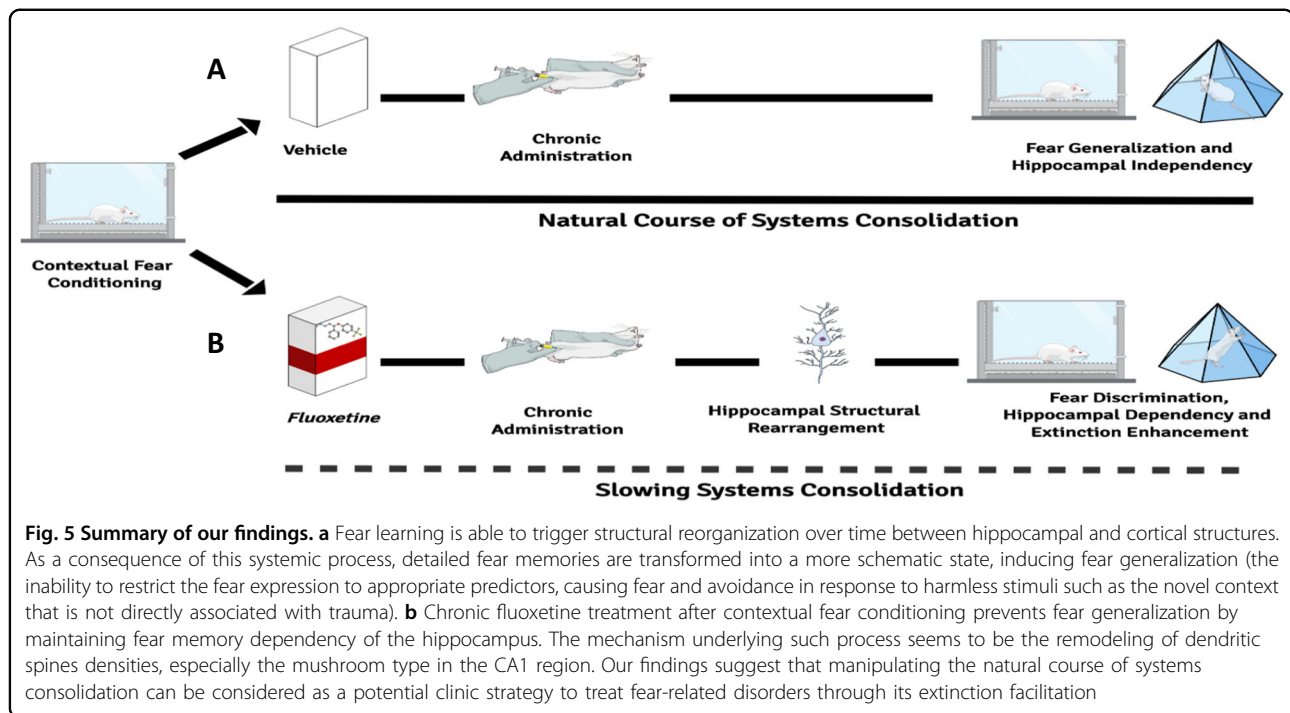 A
Vehicle
Chronic
Administration
Fear Generalization and
Hippocampal Independency
Natural Course of Systems Consolidation
Contextual Fear
Conditioning
B
Fluoxetine
Chronic
Administration
Hippocampal Structural
Rearrangement
Fear Discrimination,
Hippocampal Dependency and
Extinction Enhancement
Slowing Systems Consolidation
Fig. 5 Summary of our findings. a Fear learning is able to trigger structural reorganization over time between hippocampal and cortical structures.
As a consequence of this systemic process, detailed fear memories are transformed into a more schematic state, inducing fear generalization (the
inability to restrict the fear expression to appropriate predictors, causing fear and avoidance in response to harmless stimuli such as the novel context
that is not directly associated with trauma). b Chronic fluoxetine treatment after contextual fear conditioning prevents fear generalization by
maintaining fear memory dependency of the hippocampus. The mechanism underlying such process seems to be the remodeling of dendritic
spines densities, especially the mushroom type in the CA1 region. Our findings suggest that manipulating the natural course of systems
consolidation can be considered as a potential clinic strategy to treat fear-related disorders through its extinction facilitation